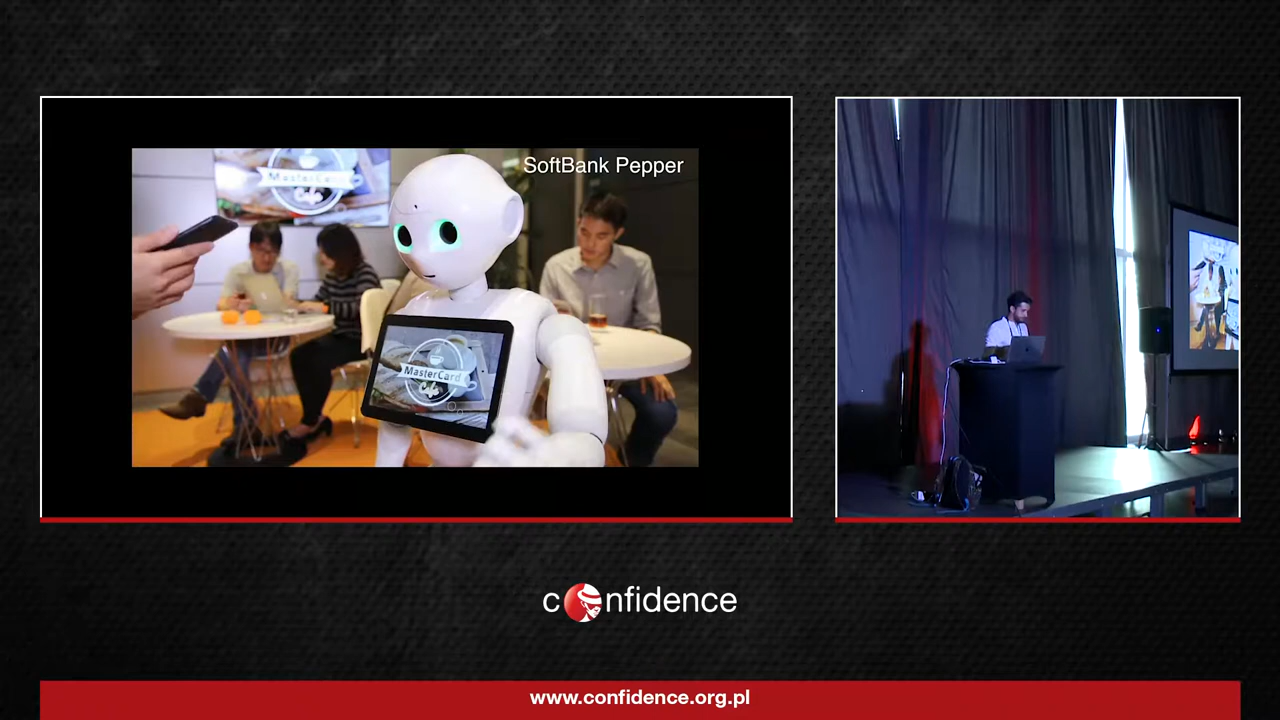 SoftBank Pepper
MasterCard
Cafe
MasterCard
Cafe
confidence
www.confidence.org.pl